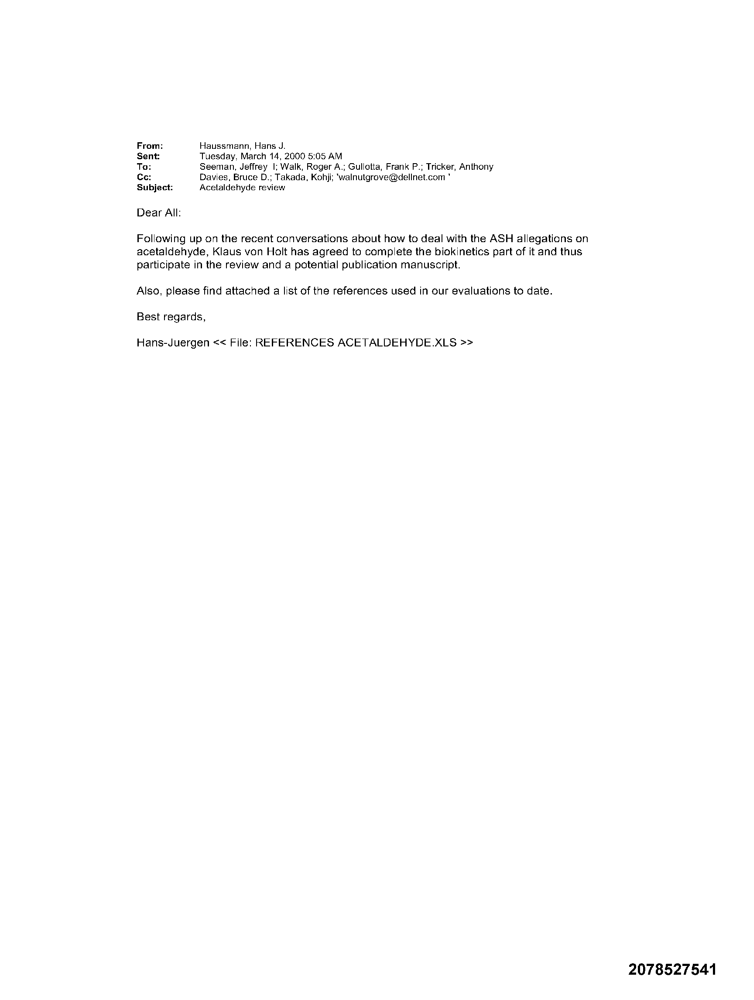 From: Haussmann, Hans J.
Sent: Tuesday, March 14, 2000 5:05 AM
To: Seeman, Jeffrey I; Walk, Roger A.; Gullotta, Frank P.; Tricker, Anthony
Cc: Davies, Bruce D.; Takada, Kohji; 'walnutgrove@dellnet.com '
Subject: Acetaldehyde review
Dear All:
Following up on the recent conversations about how to deal with the ASH allegations on
acetaldehyde, Klaus von Holt has agreed to complete the biokinetics part of it and thus
participate in the review and a potential publication manuscript.
Also, please find attached a list of the references used in our evaluations to date.
Best regards,
Hans-Juergen << File: REFERENCES ACETALDEHYDE.XLS >>
2078527541